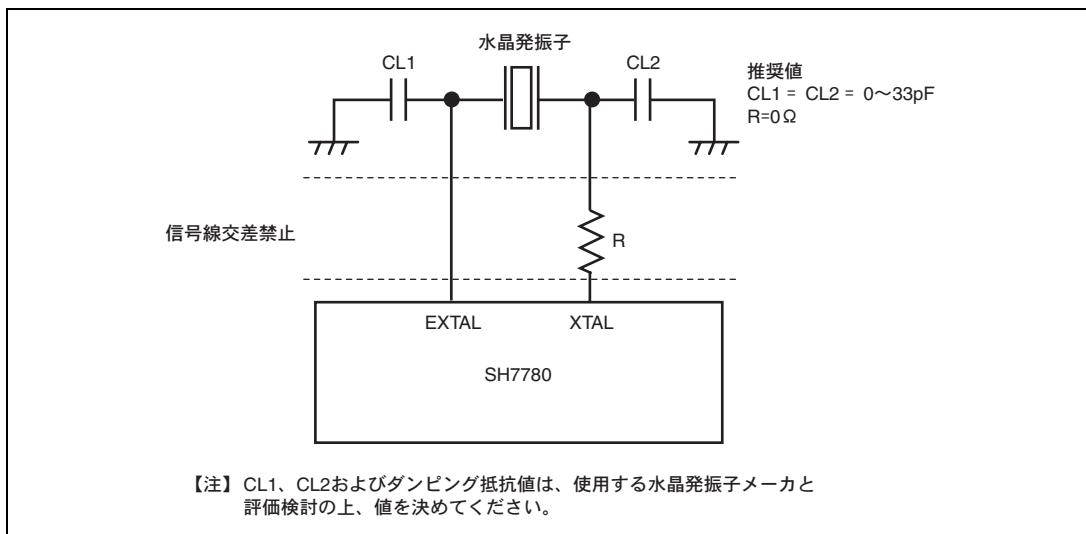 水晶発振子
CL1
CL2
推奨値
CL1 = CL2 = 0～33pF
R=0Ω
信号線交差禁止
R
EXTAL
XTAL
SH7780
【注】 CL1、CL2およびダンピング抵抗値は、使用する水晶発振子メーカと
評価検討の上、値を決めてください。